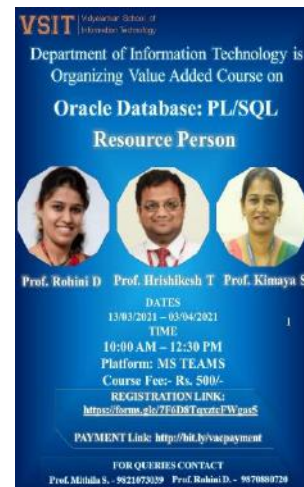 VSIT Vidyalankar School of
Information Technology
Department of Information Technology is
Organizing Value Added Course on
Oracle Database: PL/SQL
Resource Person
Prof. Rohini D Prof. Hrishikesh T Prof. Kimaya S
DATES
13/03/2021 – 03/04/2021
TIME
10:00 AM – 12:30 PM
Platform: MS TEAMS
Course Fee:- Rs. 500/-
REGISTRATION LINK:
PAYMENT Link: http://bit.ly/vacpayment
FOR QUERIES CONTACT
Prof. Mithila S. - 9821073039 Prof. Rohini D. - 9870880720